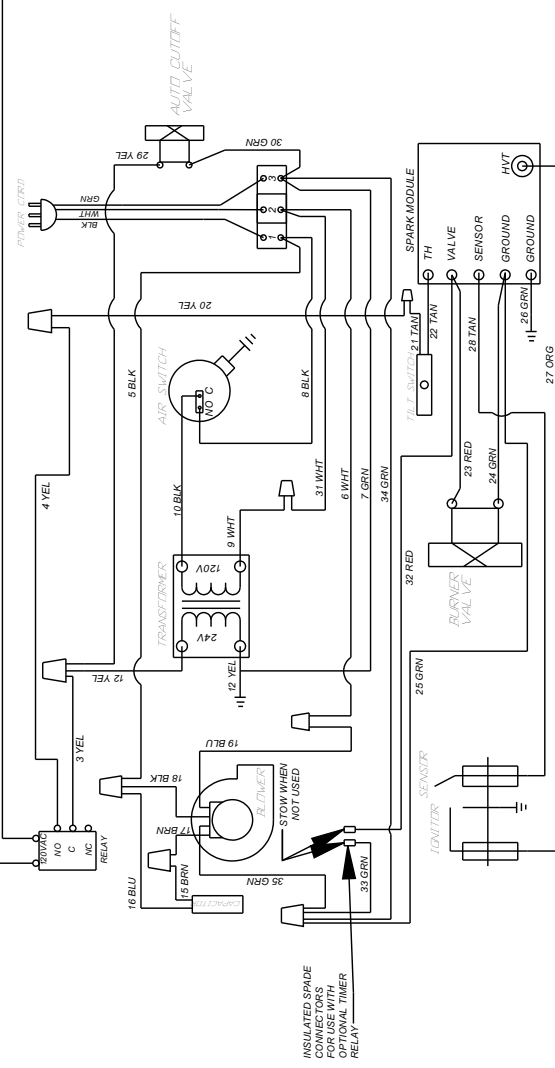 AUTO CUTOFF
VALVE
29 YEL
30 GRN
POWER CORD
GRN
WHT
BLK
3
2
1
20 YEL
5 BLK
4 YEL
AIR SWITCH
NO C
8 BLK
31 WHT
6 WHT
7 GRN
34 GRN
10 BLK
9 WHT
TRANSFORMER
120V
24V
12 YEL
12 YEL
3 YEL
120VAC
NO
C
NC
RELAY
19 BLU
18 BLK
17 BRN
16 BLU
15 BRN
CAPACITOR
BLOWER
35 GRN
33 GRN
STOW WHEN
NOT USED
INSULATED SPADE
CONNECTORS
FOR USE WITH
OPTIONAL TIMER
RELAY
SPARK MODULE
HVT
TH
VALVE
SENSOR
GROUND
GROUND
21 TAN
22 TAN
28 TAN
26 GRN
27 ORG
TILT SWITCH
23 RED
24 GRN
32 RED
25 GRN
BURNER
VALVE
SENSOR
IGNITOR